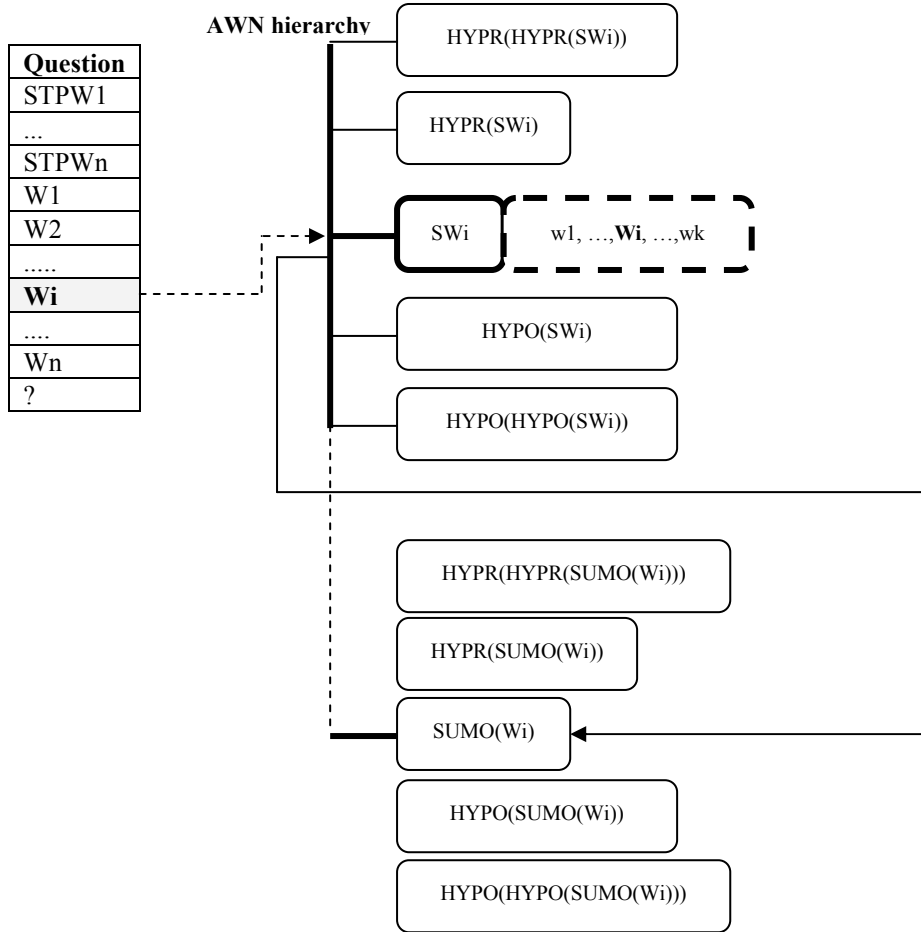 AWN hierarchy
Question
STPW1
...
STPWn
W1
W2
.....
Wi
....
Wn
?
HYPR(HYPR(SWi))
HYPR(SWi)
SWi
w1, …,Wi, …,wk
HYPO(SWi)
HYPO(HYPO(SWi))
HYPR(HYPR(SUMO(Wi)))
HYPR(SUMO(Wi))
SUMO(Wi)
HYPO(SUMO(Wi))
HYPO(HYPO(SUMO(Wi)))